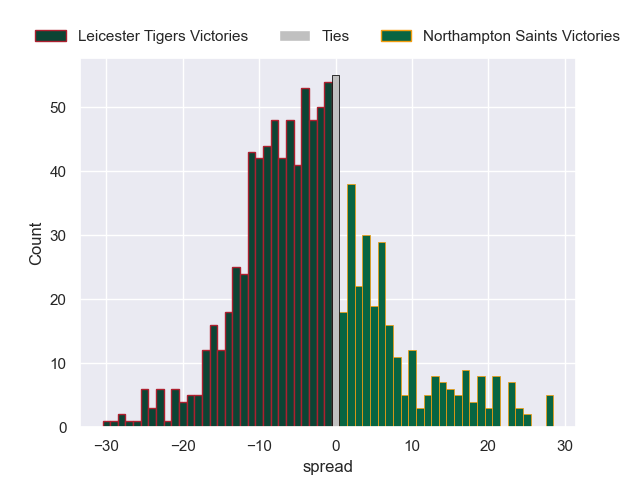 Leicester Tigers Victories Ties Northampton Saints Victories
50
40
30
20
10
0
Count
−30 −20 −10 0 10 20 30
spread